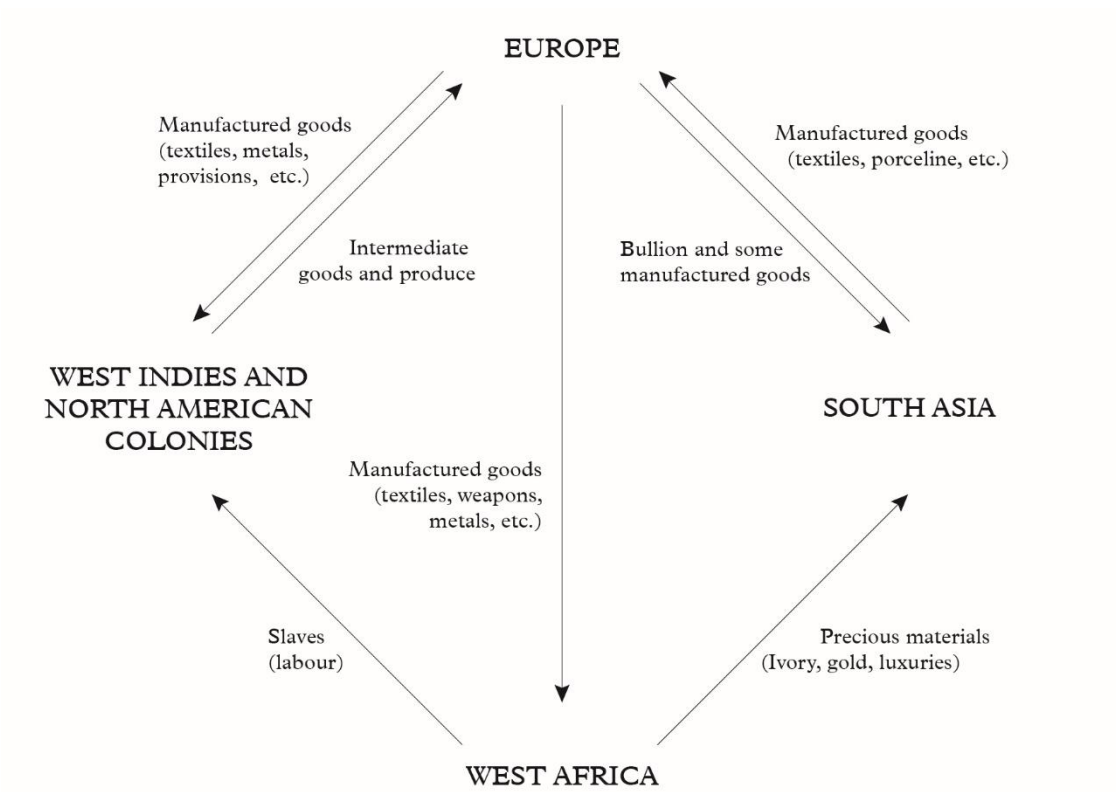 EUROPE
Manufactured goods
(textiles, metals,
provisions, etc.)
Manufactured goods
(textiles, porceline, etc.)
Intermediate
goods and produce
Bullion and some
manufactured goods
WEST INDIES AND
NORTH AMERICAN
COLONIES
SOUTH ASIA
Manufactured goods
(textiles, weapons,
metals, etc.)
Slaves
(labour)
Precious materials
(Ivory, gold, luxuries)
WEST AFRICA